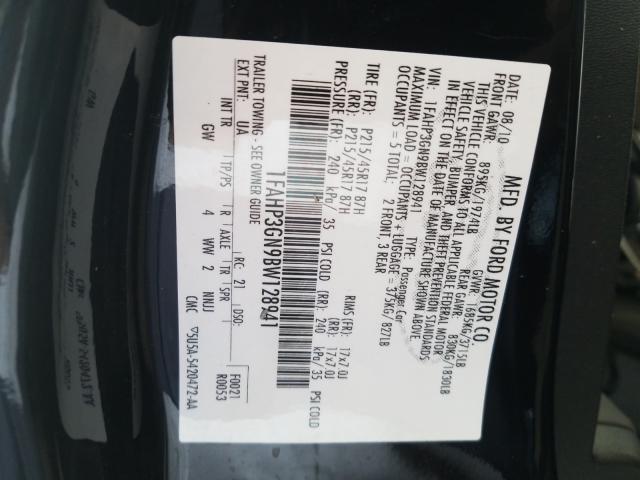 MFD. BY FORD MOTOR CO.
DATE: 08/10 GVWR: 1685KG/3715LB
FRONT GAWR: 895KG/1974LB REAR GAWR: 830KG/1830LB
THIS VEHICLE CONFORMS TO ALL APPLICABLE FEDERAL MOTOR
VEHICLE SAFETY, BUMPER, AND THEFT PREVENTION STANDARDS
IN EFFECT ON THE DATE OF MANUFACTURE SHOWN ABOVE.
VIN: 1FAHP3GN9BW128941 TYPE: Passenger Car
MAXIMUM LOAD = OCCUPANTS + LUGGAGE = 375KG/ 827LB
OCCUPANTS = 5 TOTAL: 2 FRONT, 3 REAR
TIRE (FR): P215/45R17 87H RIMS (FR): 17x7.0J
(RR): P215/45R17 87H (RR): 17x7.0J
PRESSURE (FR): 240 kPa/ 35 PSI COLD (RR): 240 kPa/ 35 PSI COLD
1FAHP3GN9BW128941
TRAILER TOWING - SEE OWNER GUIDE
EXT PNT: UA RC: 21 DSO: F0021
R0053
INT TR TP/PS R AXLE TR SPR
GW 4 WW 2 NNUJ CMC
5U5A-5420472-AA